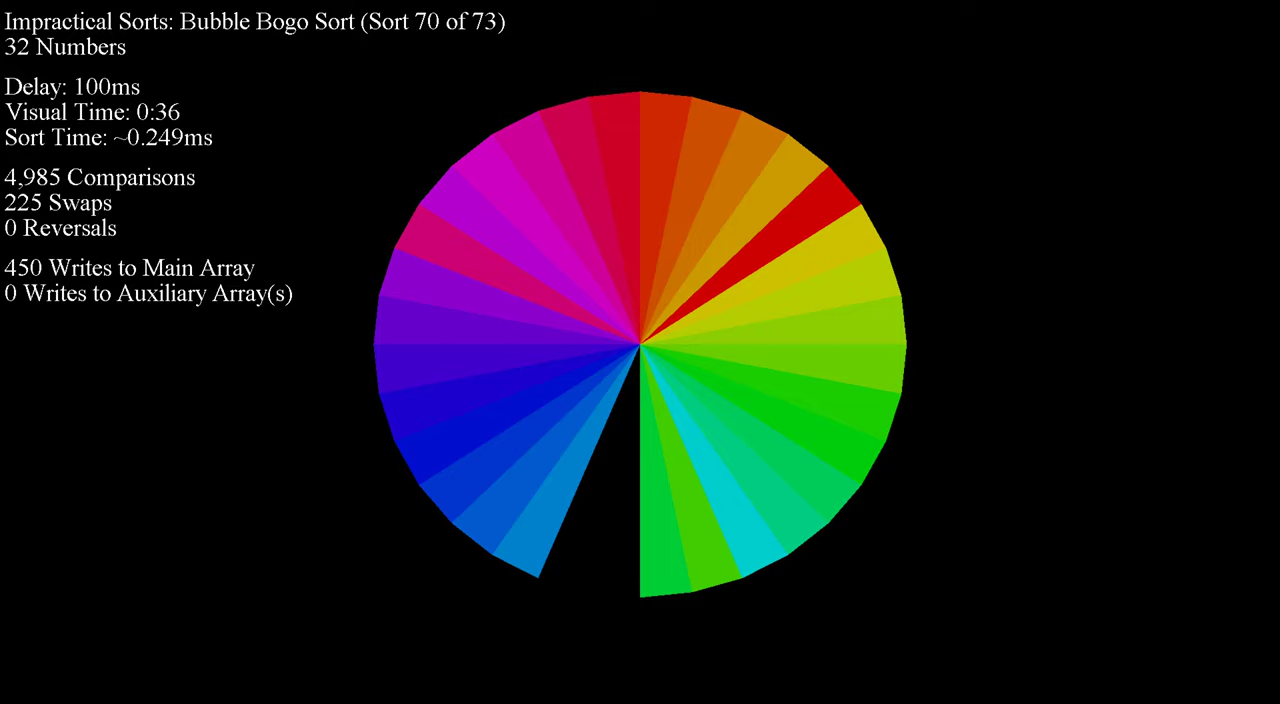 Impractical Sorts: Bubble Bogo Sort (Sort 70 of 73)
32 Numbers
Delay: 100ms
Visual Time: 0:36
Sort Time: ~0.249ms
4,985 Comparisons
225 Swaps
0 Reversals
450 Writes to Main Array
0 Writes to Auxiliary Array(s)